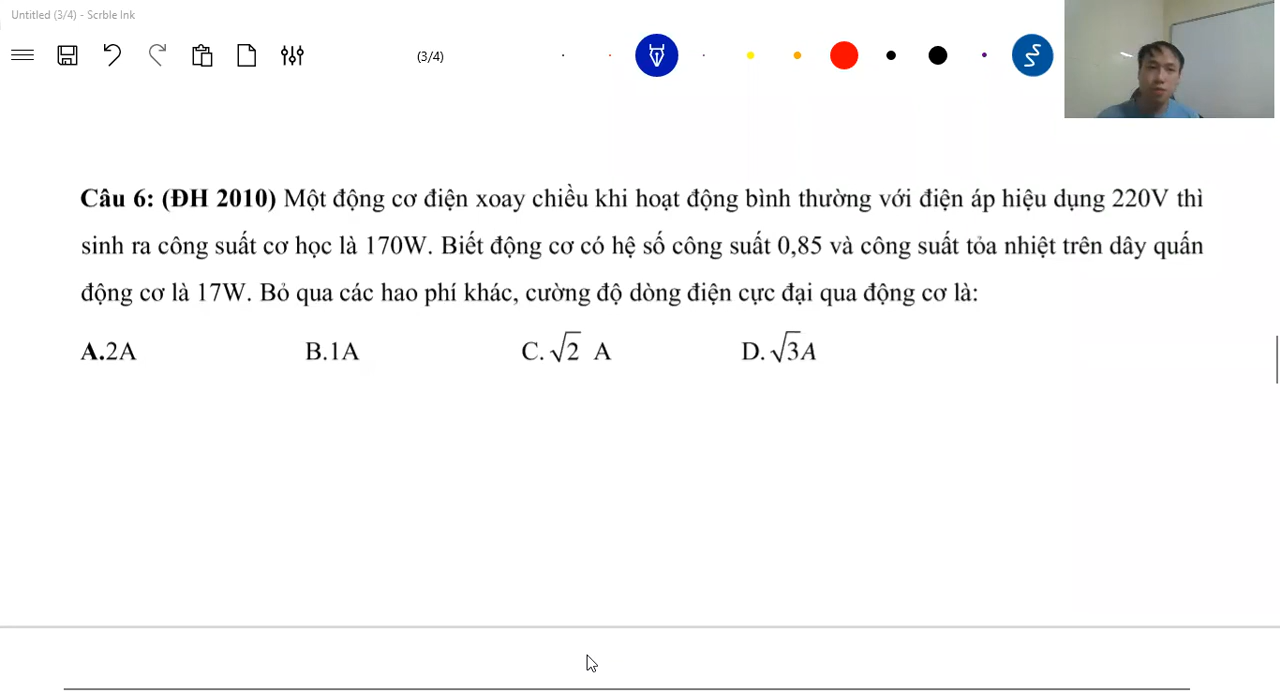 Untitled (3/4) - Scrble Ink
(3/4)
Câu 6: (ĐH 2010) Một động cơ điện xoay chiều khi hoạt động bình thường với điện áp hiệu dụng 220V thì
sinh ra công suất cơ học là 170W. Biết động cơ có hệ số công suất 0,85 và công suất tỏa nhiệt trên dây quấn
động cơ là 17W. Bỏ qua các hao phí khác, cường độ dòng điện cực đại qua động cơ là:
A.2A B.1A C. √2 A D. √3A